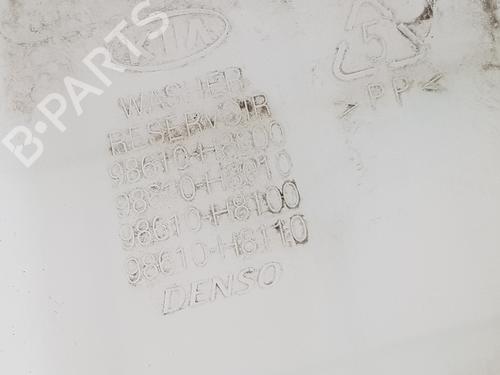 KIA
5
>PP<
WASHER
RESERVOIR
98610-H8000
98610-H8010
98610-H8100
98610-H8110
DENSO
B-PARTS